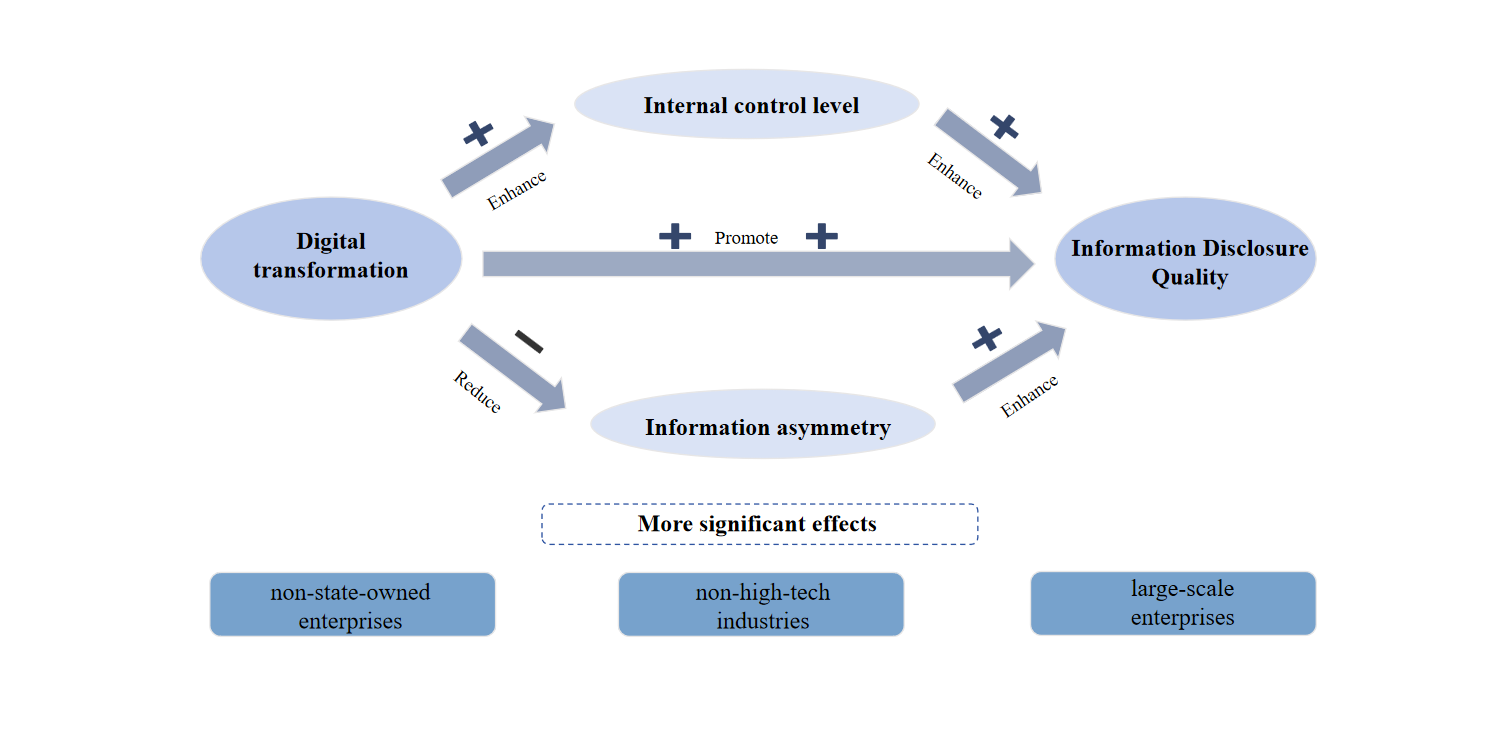 Internal control level
Enhance
Enhance
Promote
Digital
transformation
Information Disclosure
Quality
Reduce
Enhance
Information asymmetry
More significant effects
non-state-owned
enterprises
non-high-tech
industries
large-scale
enterprises